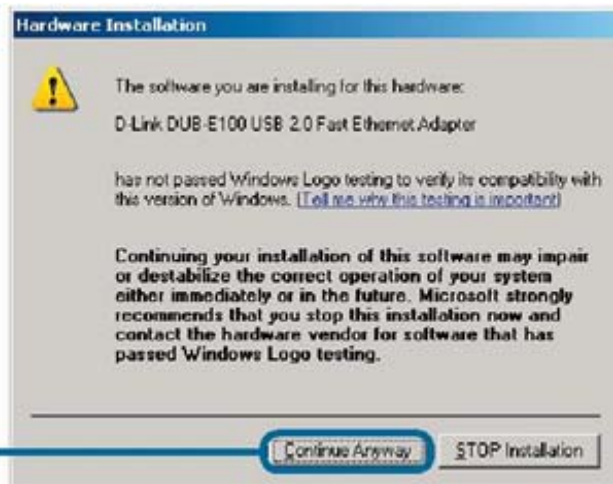 Hardware Installation
The software you are installing for this hardware:
D-Link DUB-E100 USB 2.0 Fast Ethernet Adapter
has not passed Windows Logo testing to verify its compatibility with
this version of Windows. (Tell me why this testing is important)
Continuing your installation of this software may impair
or destabilize the correct operation of your system
either immediately or in the future. Microsoft strongly
recommends that you stop this installation now and
contact the hardware vendor for software that has
passed Windows Logo testing.
Continue Anyway
STOP Installation